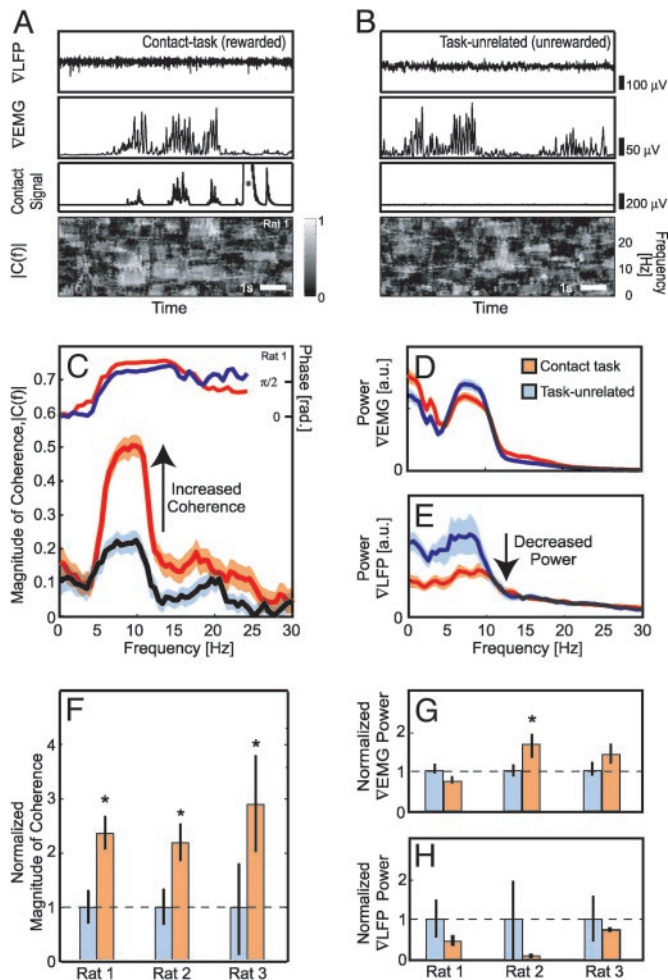 A
Contact-task (rewarded)
∇LFP
∇EMG
Contact Signal
*
|C(f)|
Rat 1
1
0
1s
Time
B
Task-unrelated (unrewarded)
100 µV
50 µV
200 µV
20
10
0
Frequency [Hz]
1s
Time
C
Rat 1
Phase [rad.]
π/2
0
Magnitude of Coherence,|C(f)|
0.7
0.6
0.5
0.4
0.3
0.2
0.1
0
Increased Coherence
0 5 10 15 20 25 30
Frequency [Hz]
D
Contact task
Task-unrelated
Power
∇EMG [a.u.]
0
E
Decreased Power
Power
∇LFP [a.u.]
0
0 5 10 15 20 25 30
Frequency [Hz]
F
Normalized
Magnitude of Coherence
4
3
2
1
0
* * *
Rat 1 Rat 2 Rat 3
G
Normalized
∇EMG Power
2
1
0
*
H
Normalized
∇LFP Power
2
1
0
Rat 1 Rat 2 Rat 3